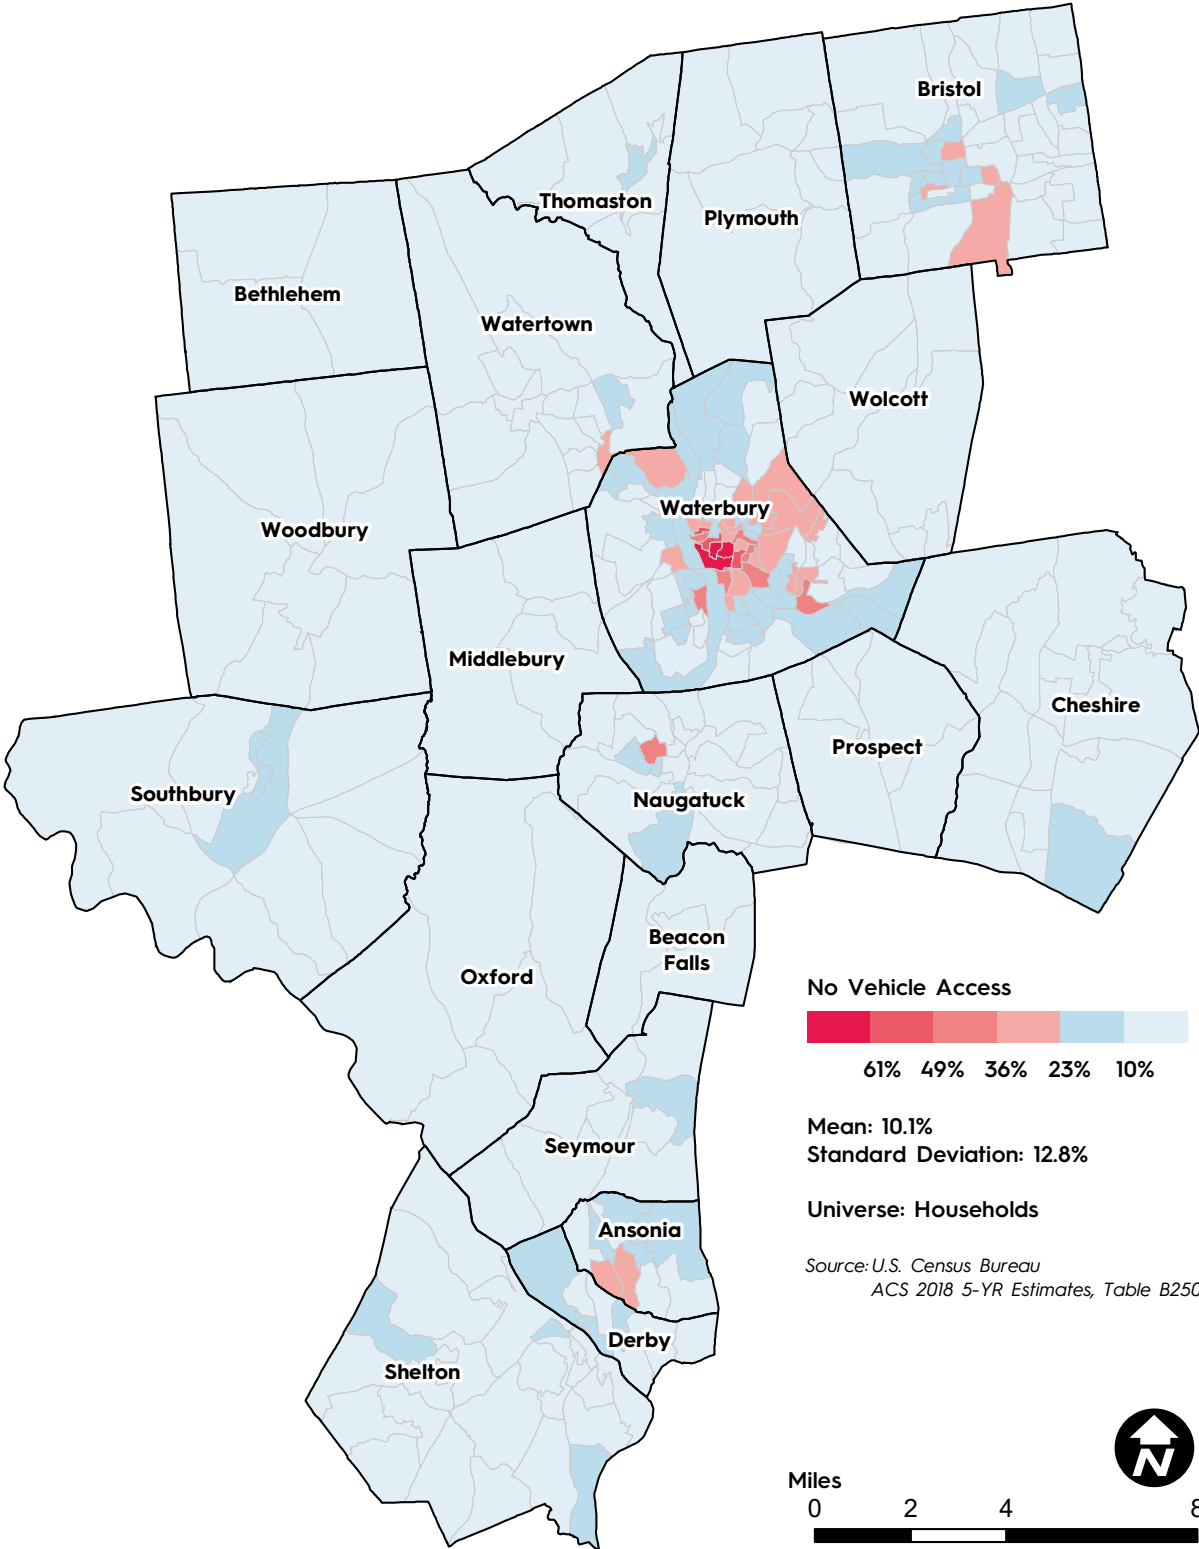 Bristol
Thomaston
Plymouth
Bethlehem
Watertown
Wolcott
Waterbury
Woodbury
Middlebury
Cheshire
Prospect
Southbury
Naugatuck
Beacon
Falls
Oxford
No Vehicle Access
61% 49% 36% 23% 10%
Mean: 10.1%
Standard Deviation: 12.8%
Seymour
Universe: Households
Ansonia
Source: U.S. Census Bureau
ACS 2018 5-YR Estimates, Table B250
Derby
Shelton
N
Miles
0 2 4 8